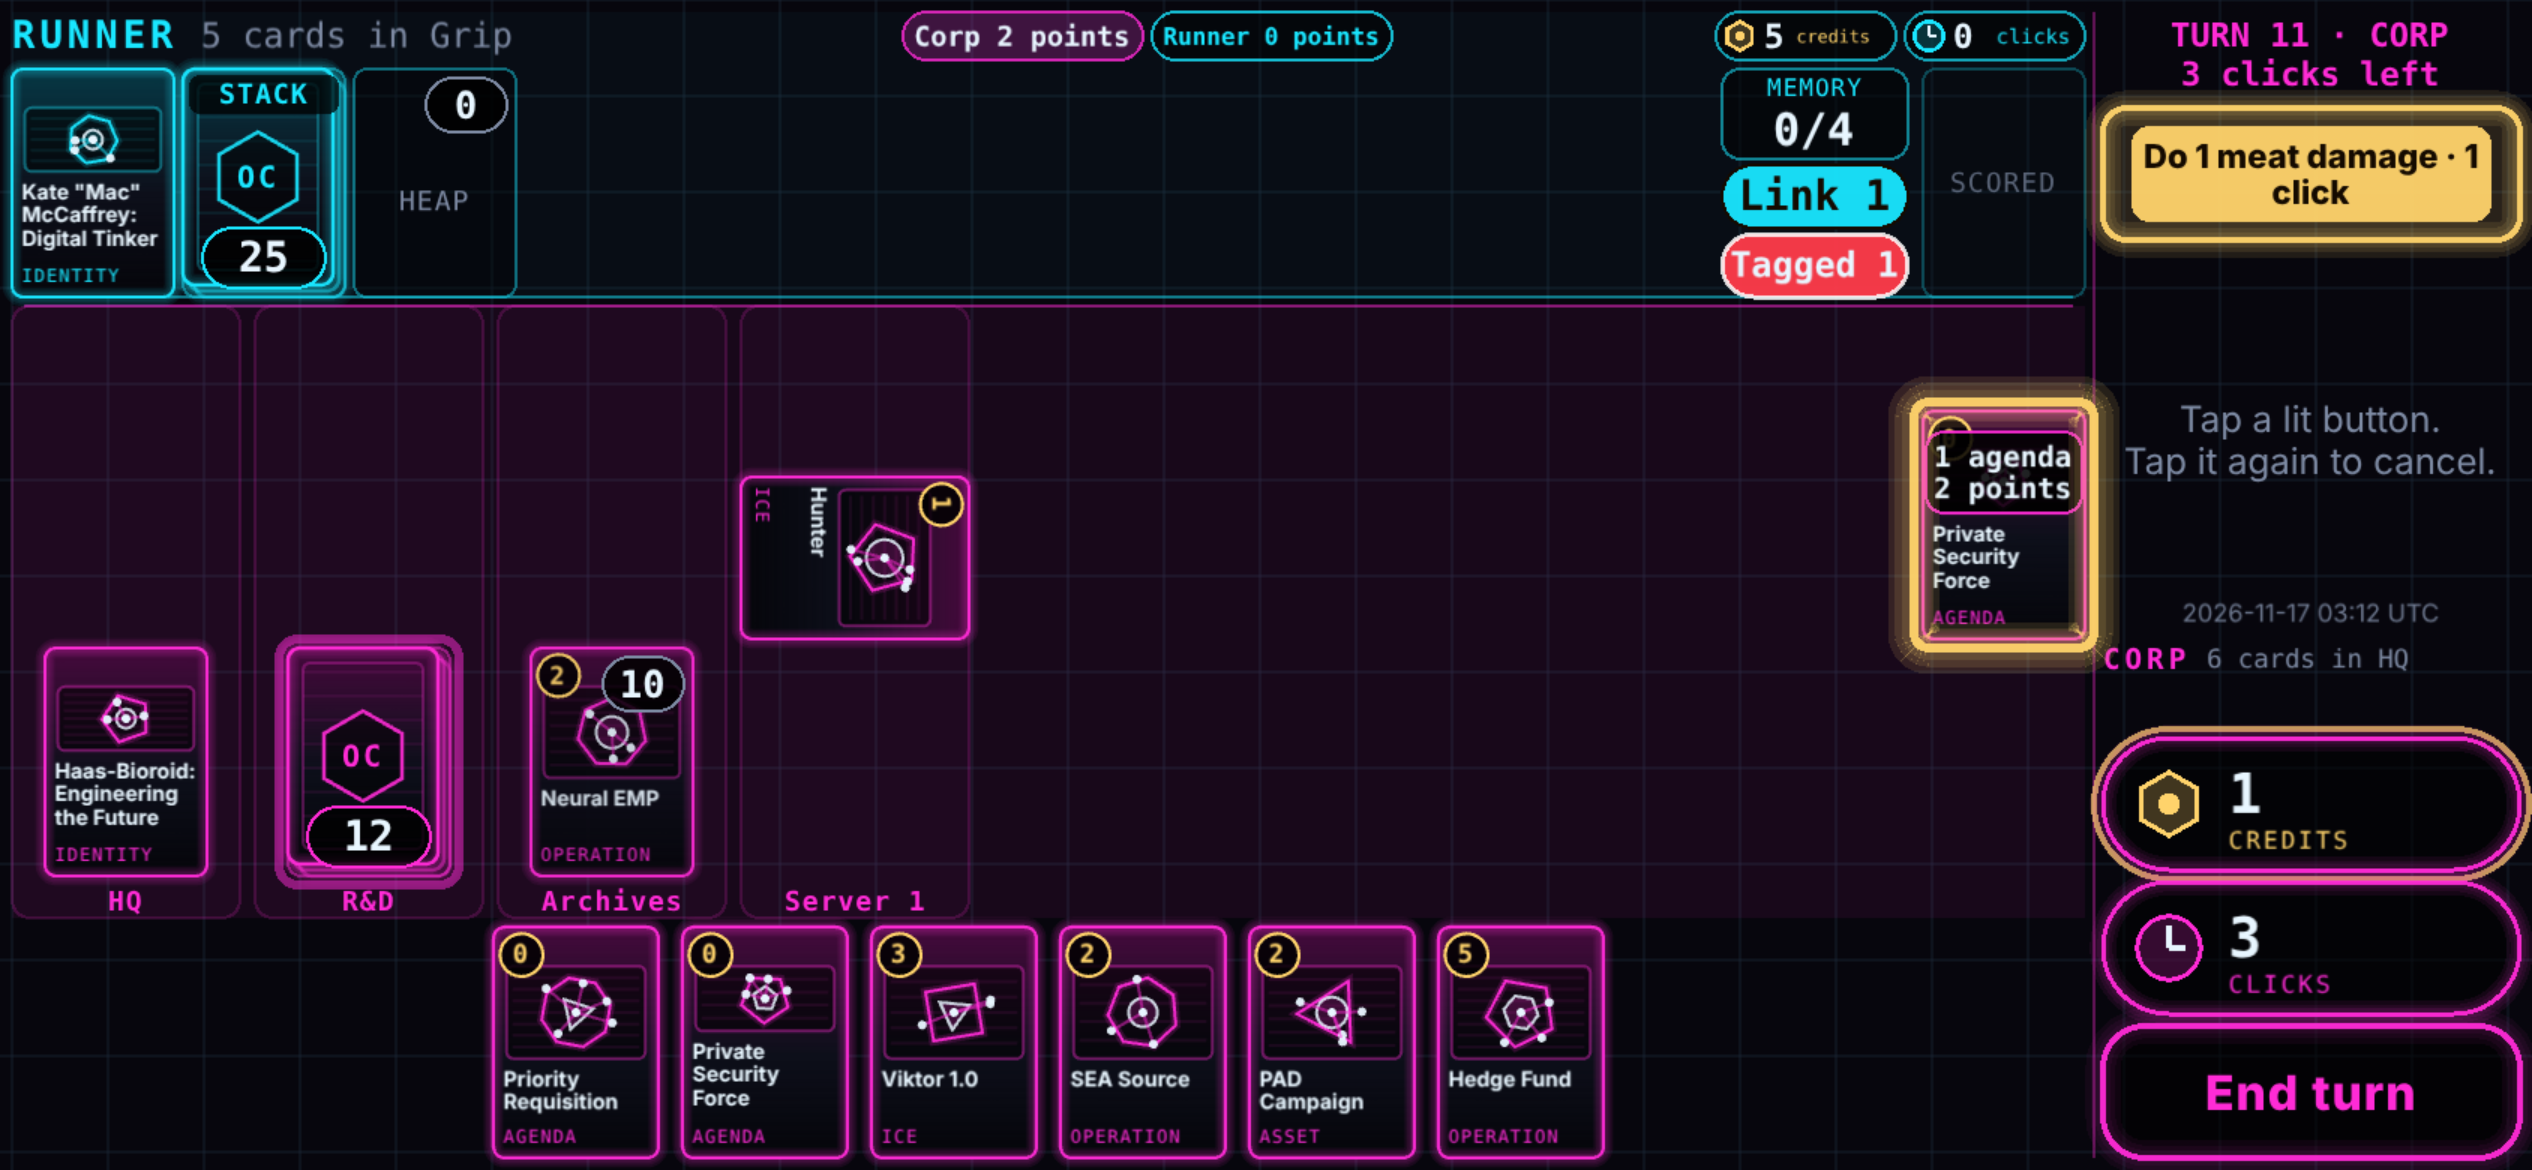 RUNNER 5 cards in Grip
Corp 2 points
Runner 0 points
5 credits
0 clicks
TURN 11 · CORP
3 clicks left
Kate "Mac"
McCaffrey:
Digital Tinker
IDENTITY
STACK
OC
25
0
HEAP
MEMORY
0/4
Link 1
Tagged 1
SCORED
Do 1 meat damage · 1
click
Tap a lit button.
Tap it again to cancel.
ICE
Hunter
1
0
1 agenda
2 points
Private
Security
Force
AGENDA
2026-11-17 03:12 UTC
CORP 6 cards in HQ
Haas-Bioroid:
Engineering
the Future
IDENTITY
HQ
OC
12
R&D
2
10
Neural EMP
OPERATION
Archives
Server 1
1
CREDITS
3
CLICKS
End turn
0
Priority
Requisition
AGENDA
0
Private
Security
Force
AGENDA
3
Viktor 1.0
ICE
2
SEA Source
OPERATION
2
PAD
Campaign
ASSET
5
Hedge Fund
OPERATION